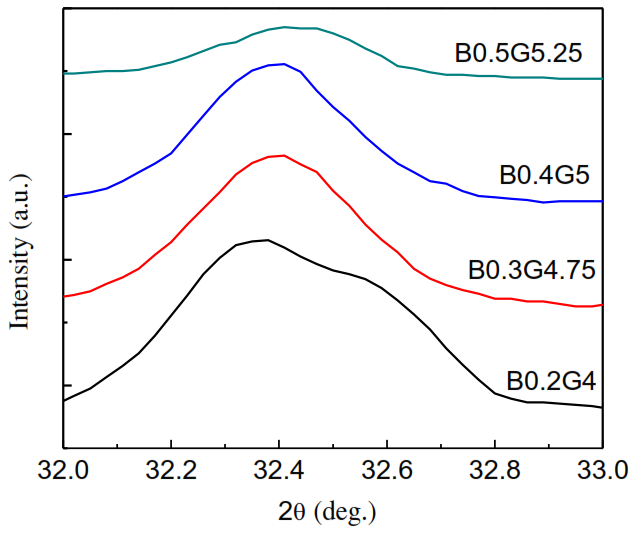 B0.5G5.25
B0.4G5
B0.3G4.75
B0.2G4
Intensity (a.u.)
32.0 32.2 32.4 32.6 32.8 33.0
2θ (deg.)